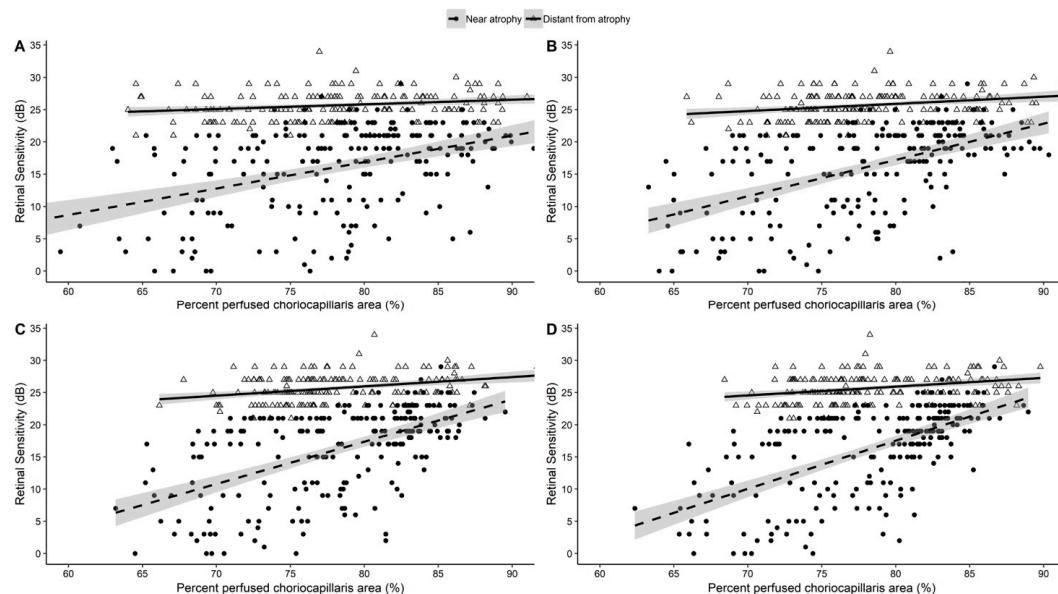 Near atrophy Distant from atrophy
A
35
30
25
20
15
10
5
0
Retinal Sensitivity (dB)
60 65 70 75 80 85 90
Percent perfused choriocapillaris area (%)
B
35
30
25
20
15
10
5
0
Retinal Sensitivity (dB)
60 65 70 75 80 85 90
Percent perfused choriocapillaris area (%)
C
35
30
25
20
15
10
5
0
Retinal Sensitivity (dB)
60 65 70 75 80 85 90
Percent perfused choriocapillaris area (%)
D
35
30
25
20
15
10
5
0
Retinal Sensitivity (dB)
60 65 70 75 80 85 90
Percent perfused choriocapillaris area (%)